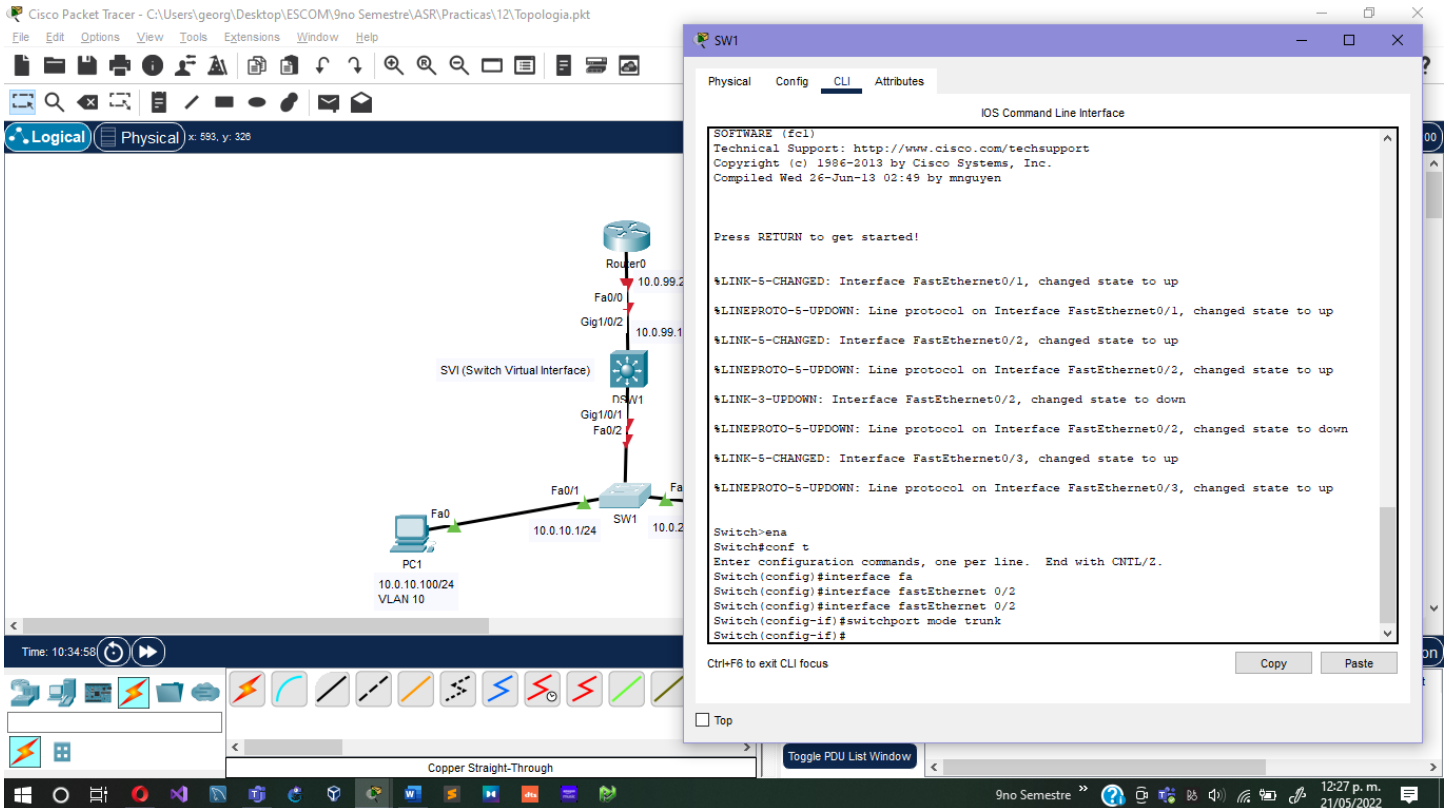 Cisco Packet Tracer - C:\Users\georg\Desktop\ESCOM\9no Semestre\ASR\Practicas\12\Topologia.pkt
File Edit Options View Tools Extensions Window Help
Logical
Physical
x: 593, y: 326
Router0
10.0.99.2
Fa0/0
Gig1/0/2
10.0.99.1
SVI (Switch Virtual Interface)
DSW1
Gig1/0/1
Fa0/2
Fa0/1
Fa
SW1
Fa0
10.0.10.1/24
10.0.2
PC1
10.0.10.100/24
VLAN 10
Time: 10:34:58
Copper Straight-Through
SW1
Physical Config CLI Attributes
IOS Command Line Interface
SOFTWARE (fc1)
Technical Support: http://www.cisco.com/techsupport
Copyright (c) 1986-2013 by Cisco Systems, Inc.
Compiled Wed 26-Jun-13 02:49 by mnguyen
Press RETURN to get started!
%LINK-5-CHANGED: Interface FastEthernet0/1, changed state to up
%LINEPROTO-5-UPDOWN: Line protocol on Interface FastEthernet0/1, changed state to up
%LINK-5-CHANGED: Interface FastEthernet0/2, changed state to up
%LINEPROTO-5-UPDOWN: Line protocol on Interface FastEthernet0/2, changed state to up
%LINK-3-UPDOWN: Interface FastEthernet0/2, changed state to down
%LINEPROTO-5-UPDOWN: Line protocol on Interface FastEthernet0/2, changed state to down
%LINK-5-CHANGED: Interface FastEthernet0/3, changed state to up
%LINEPROTO-5-UPDOWN: Line protocol on Interface FastEthernet0/3, changed state to up
Switch>ena
Switch#conf t
Enter configuration commands, one per line. End with CNTL/Z.
Switch(config)#interface fa
Switch(config)#interface fastEthernet 0/2
Switch(config)#interface fastEthernet 0/2
Switch(config-if)#switchport mode trunk
Switch(config-if)#
Ctrl+F6 to exit CLI focus
Copy
Paste
Top
Toggle PDU List Window
9no Semestre
12:27 p. m.
21/05/2022